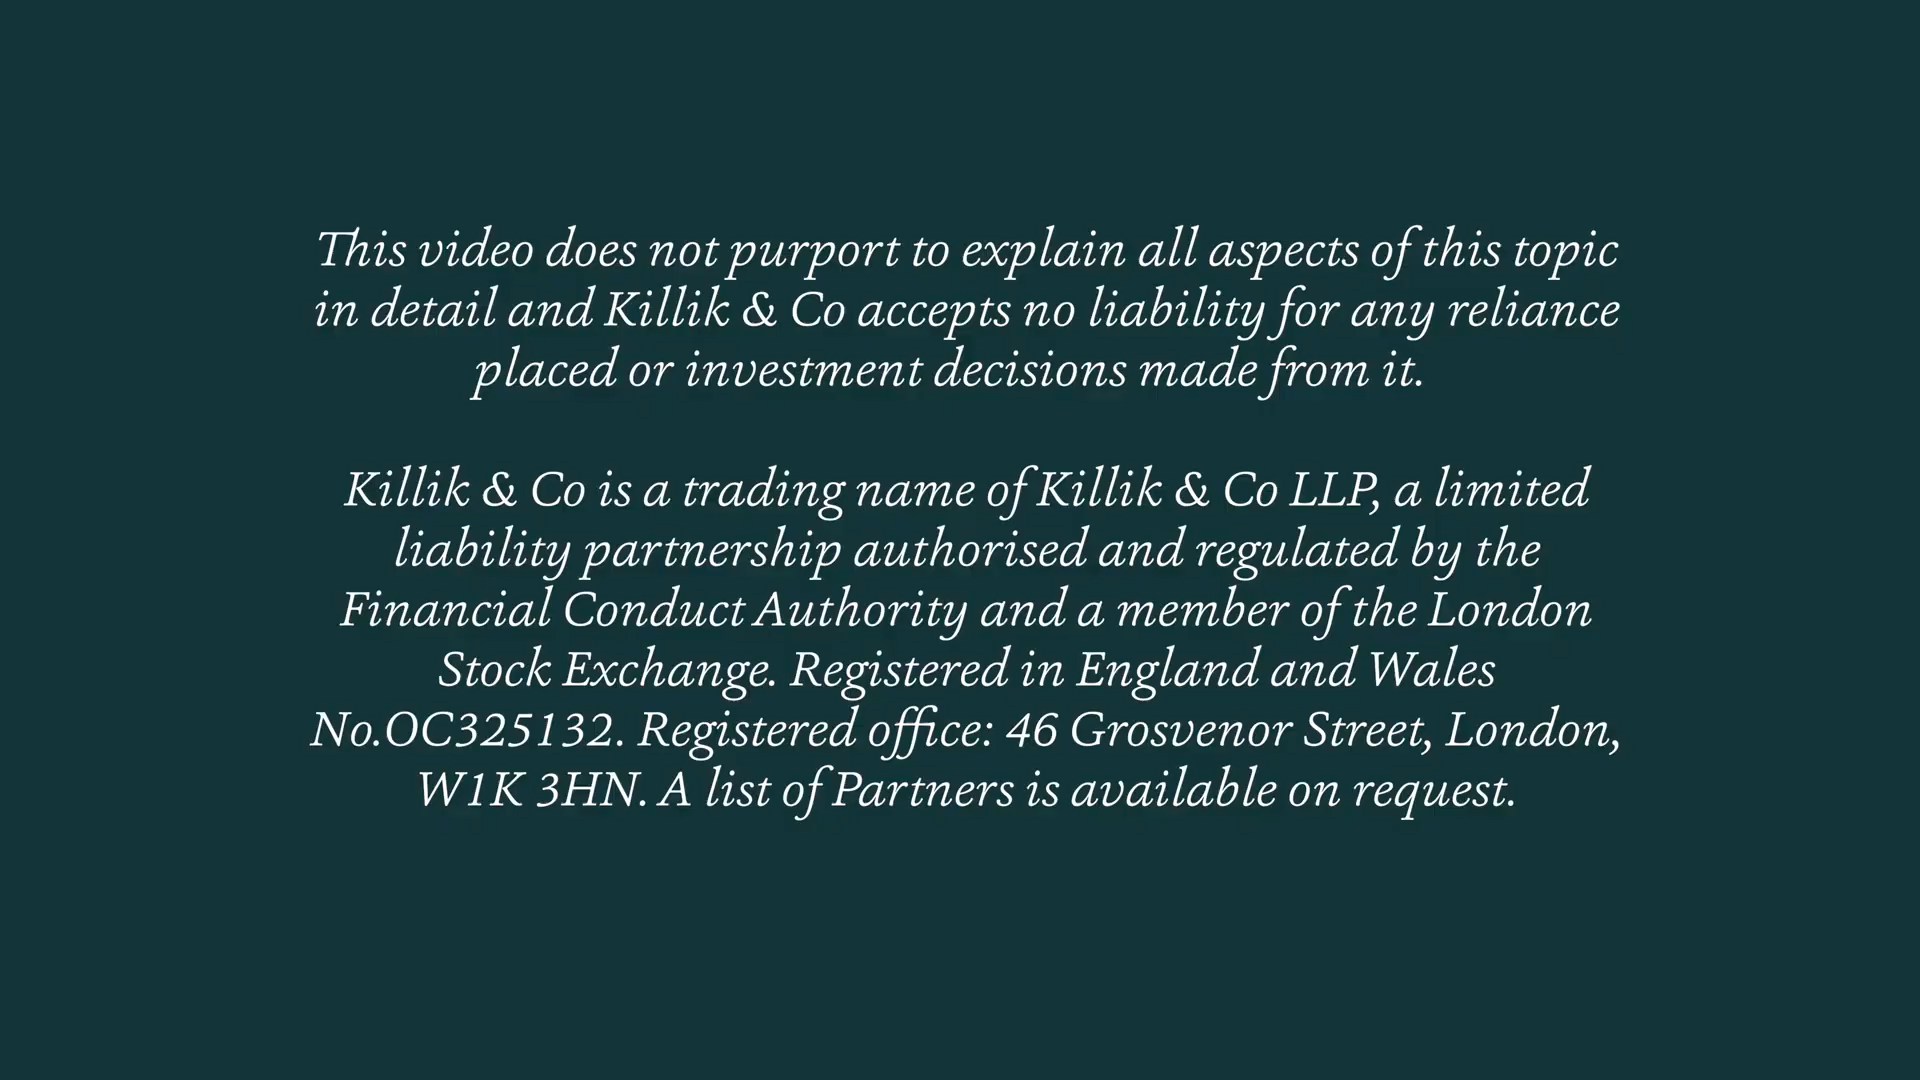 This video does not purport to explain all aspects of this topic
in detail and Killik & Co accepts no liability for any reliance
placed or investment decisions made from it.
Killik & Co is a trading name of Killik & Co LLP, a limited
liability partnership authorised and regulated by the
Financial Conduct Authority and a member of the London
Stock Exchange. Registered in England and Wales
No.OC325132. Registered office: 46 Grosvenor Street, London,
W1K 3HN. A list of Partners is available on request.